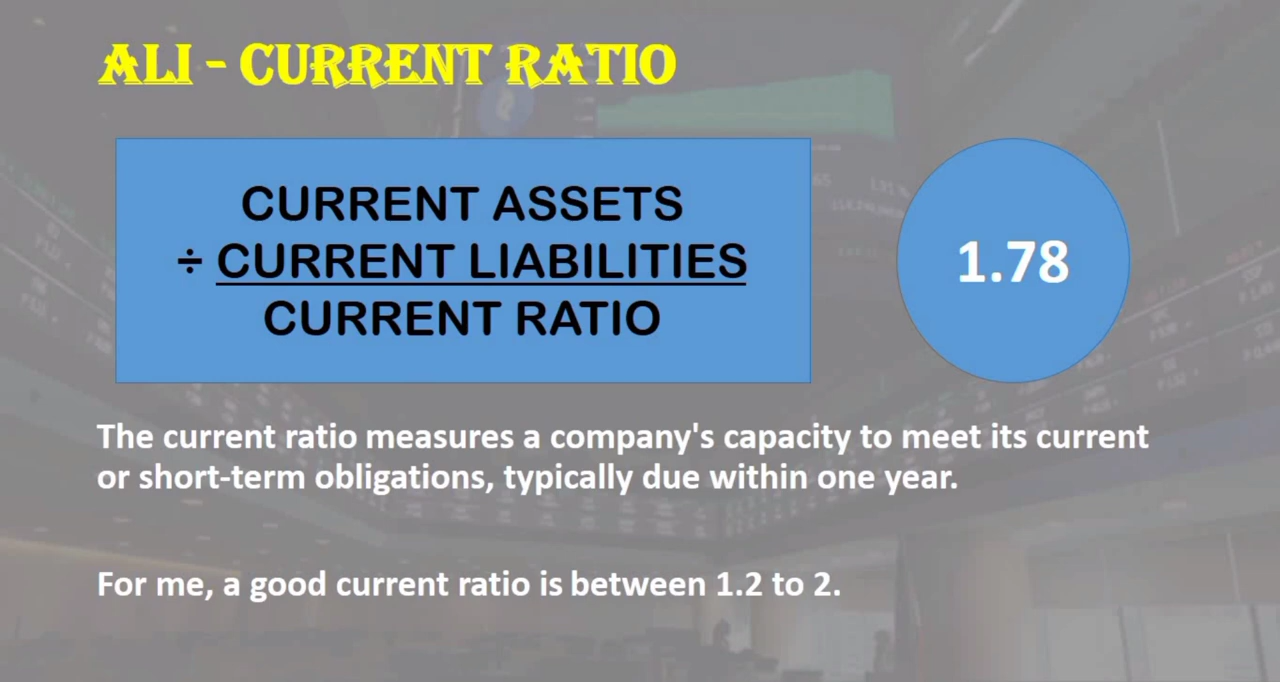 ALI - CURRENT RATIO
CURRENT ASSETS
÷ CURRENT LIABILITIES
CURRENT RATIO
1.78
The current ratio measures a company's capacity to meet its current
or short-term obligations, typically due within one year.
For me, a good current ratio is between 1.2 to 2.